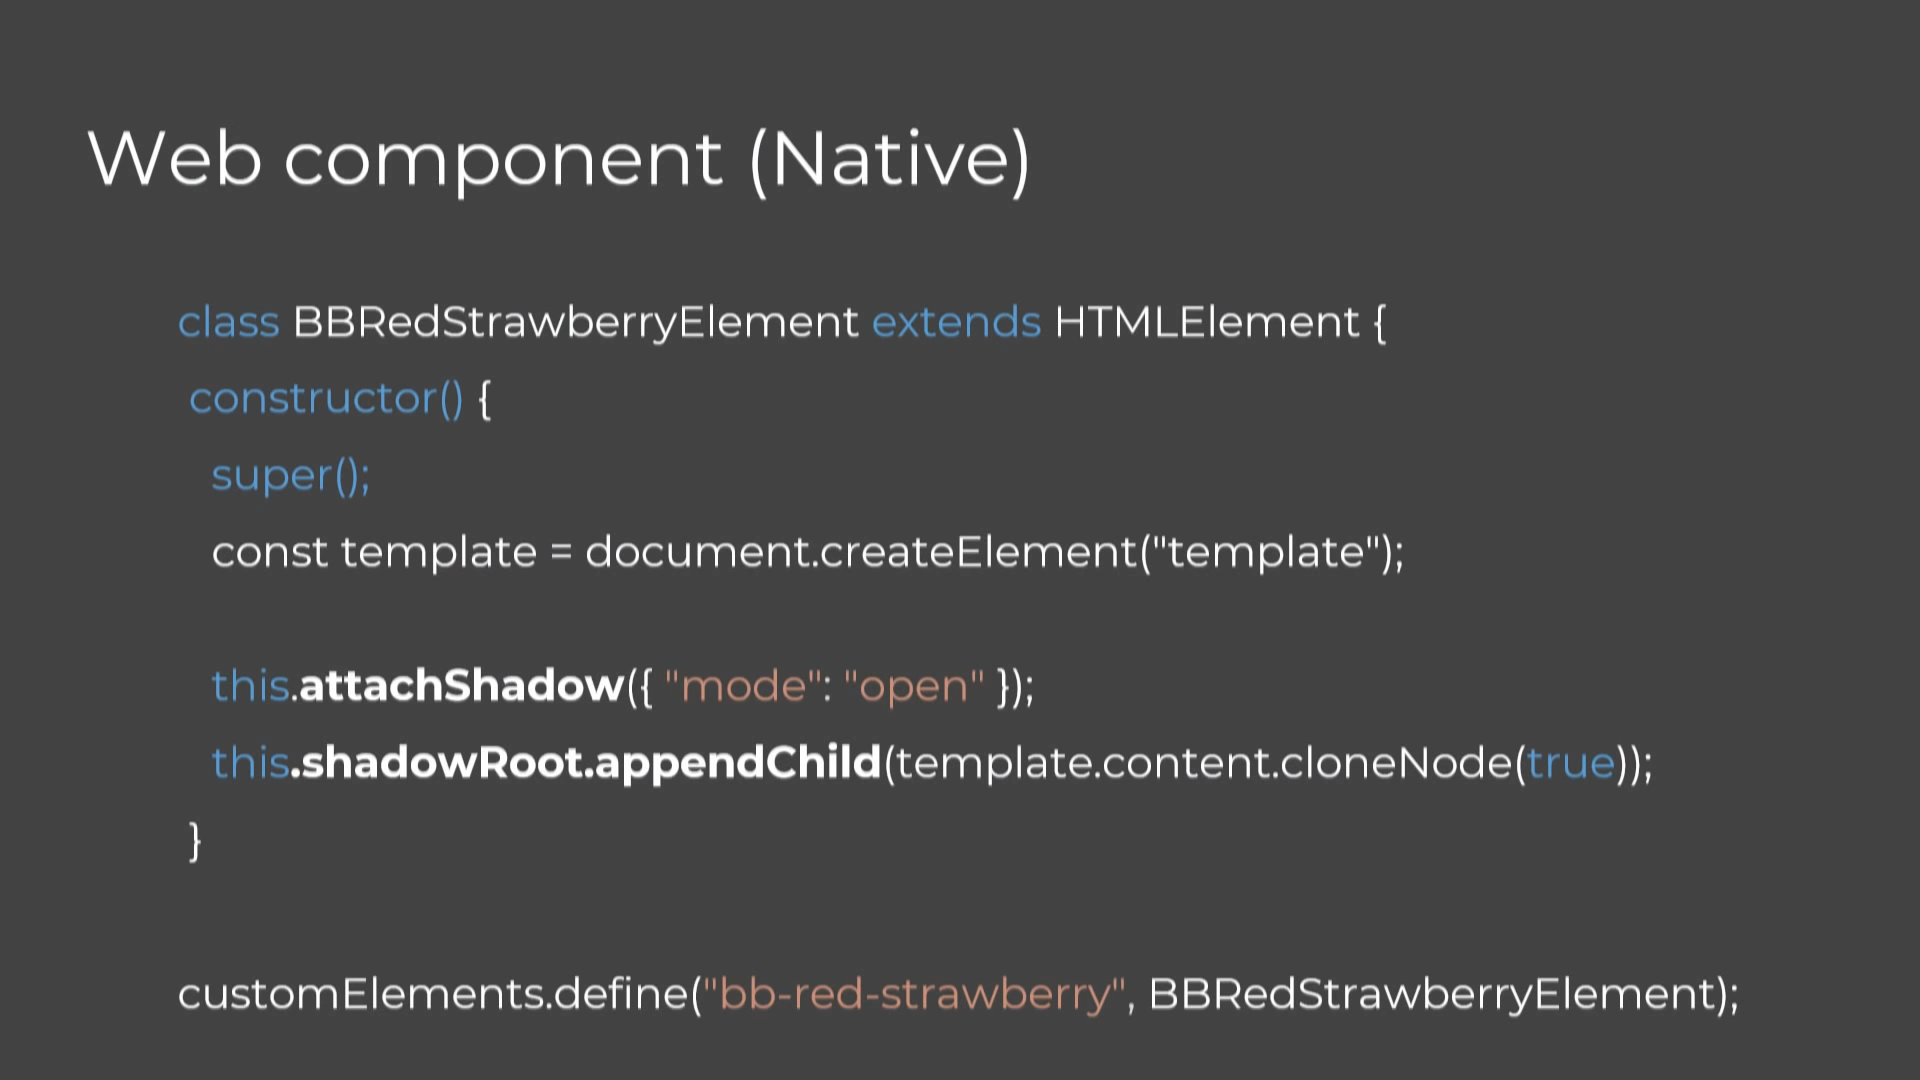 Web component (Native)
class BBRedStrawberryElement extends HTMLElement {
constructor() {
super();
const template = document.createElement("template");
this.attachShadow({ "mode": "open" });
this.shadowRoot.appendChild(template.content.cloneNode(true));
}
customElements.define("bb-red-strawberry", BBRedStrawberryElement);